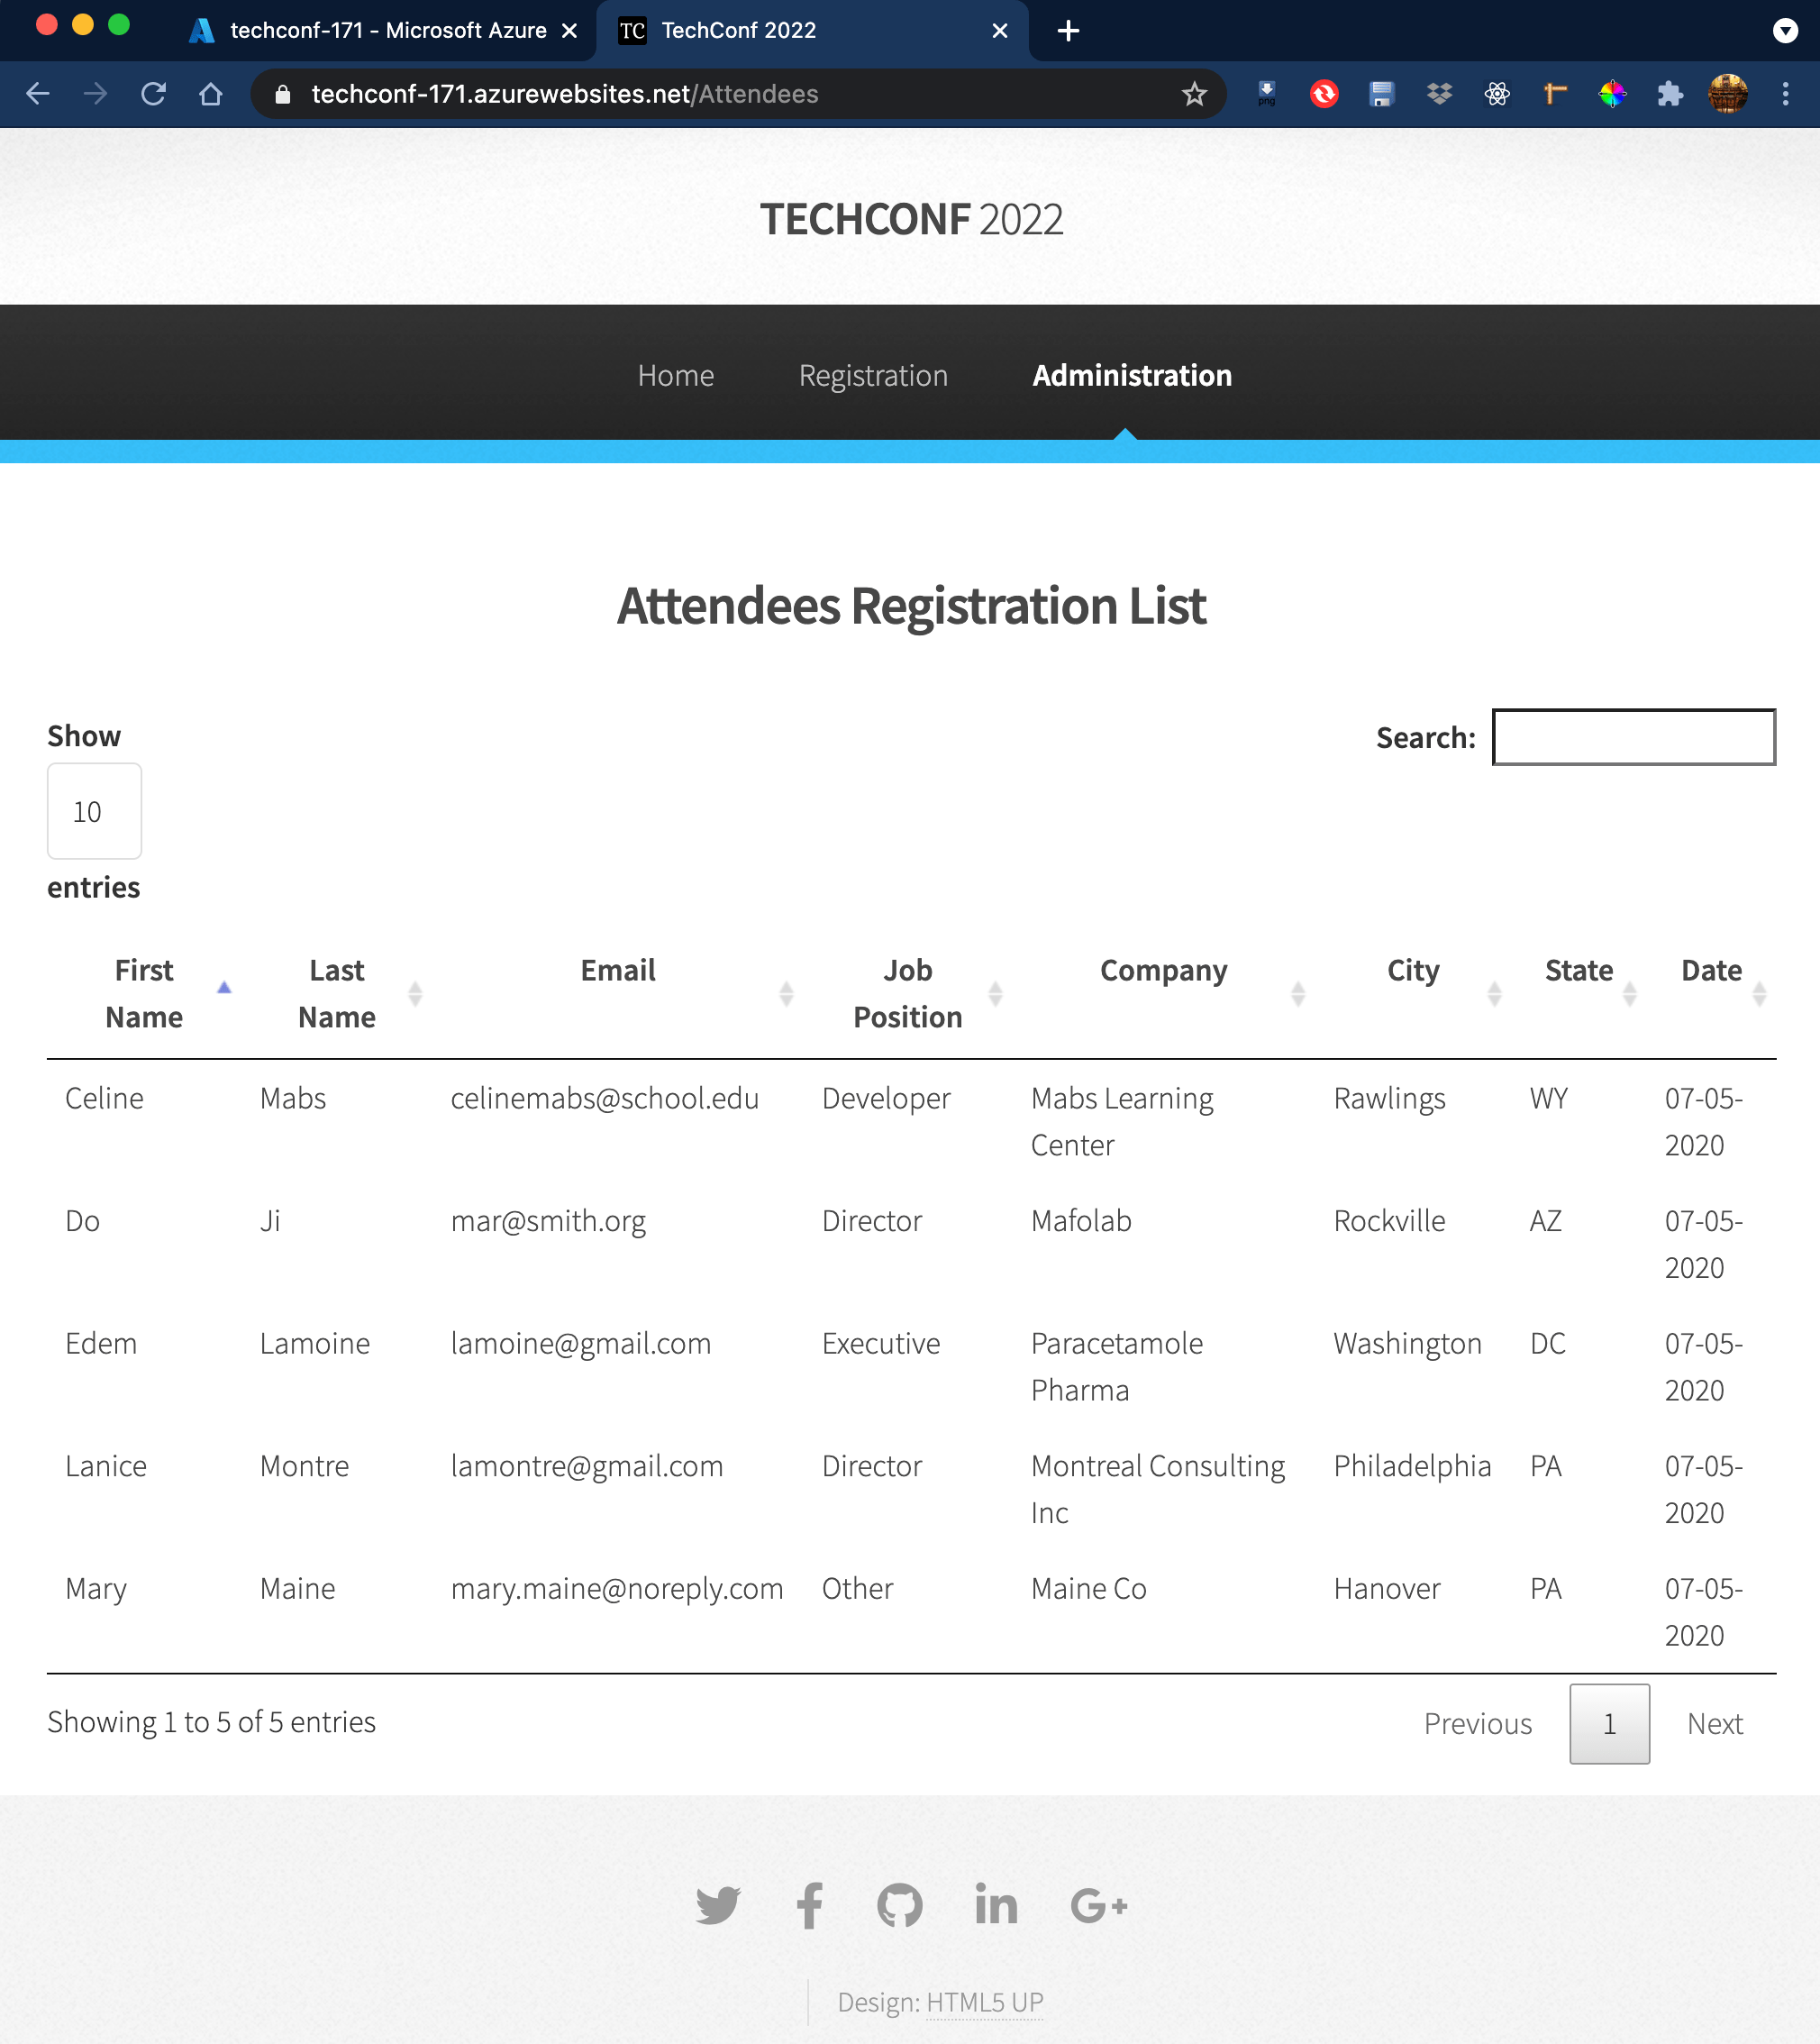 techconf-171 - Microsoft Azure
TC TechConf 2022
techconf-171.azurewebsites.net/Attendees
png
TECHCONF 2022
Home Registration Administration
Attendees Registration List
Show
Search:
10
entries
First Name Last Name Email Job Position Company City State Date
Celine Mabs celinemabs@school.edu Developer Mabs Learning Rawlings WY 07-05-
Center 2020
Do Ji mar@smith.org Director Mafolab Rockville AZ 07-05-
2020
Edem Lamoine lamoine@gmail.com Executive Paracetamole Washington DC 07-05-
Pharma 2020
Lanice Montre lamontre@gmail.com Director Montreal Consulting Philadelphia PA 07-05-
Inc 2020
Mary Maine mary.maine@noreply.com Other Maine Co Hanover PA 07-05-
2020
Showing 1 to 5 of 5 entries
Previous 1 Next
Design: HTML5 UP